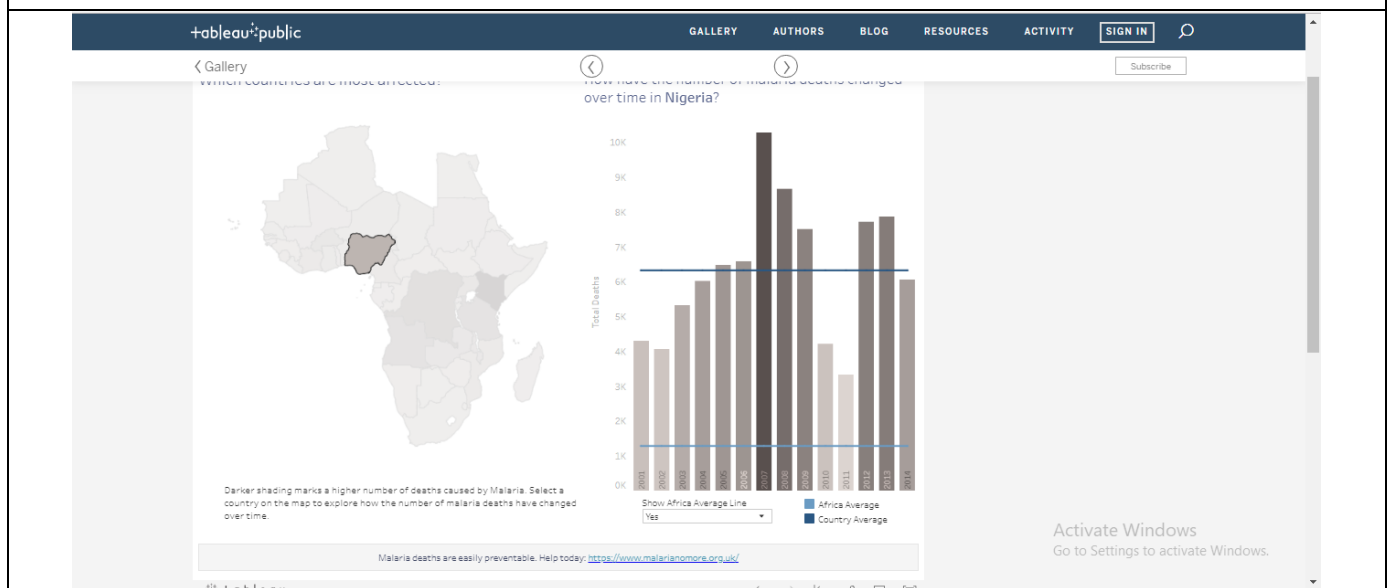 +ableau public
GALLERY
AUTHORS
BLOG
RESOURCES
ACTIVITY
SIGN IN
Gallery
Subscribe
Which countries are most affected?
How have the number of malaria deaths changed
over time in Nigeria?
10K
9K
8K
7K
6K
5K
4K
3K
2K
1K
0K
Total Deaths
2001
2002
2003
2004
2005
2006
2007
2008
2009
2010
2011
2012
2013
2014
Darker shading marks a higher number of deaths caused by Malaria. Select a
country on the map to explore how the number of malaria deaths have changed
over time.
Show Africa Average Line
Yes
Africa Average
Country Average
Malaria deaths are easily preventable. Help today: https://www.malarianomore.org.uk/
Activate Windows
Go to Settings to activate Windows.